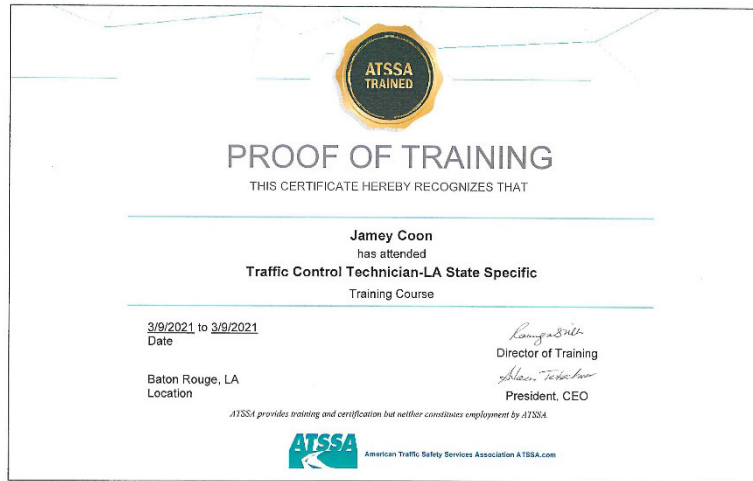 ATSSA
TRAINED
PROOF OF TRAINING
THIS CERTIFICATE HEREBY RECOGNIZES THAT
Jamey Coon
has attended
Traffic Control Technician-LA State Specific
Training Course
3/9/2021 to 3/9/2021
Date
Director of Training
Baton Rouge, LA
Location
President, CEO
ATSSA provides training and certification but neither constitutes employment by ATSSA.
ATSSA
American Traffic Safety Services Association ATSSA.com